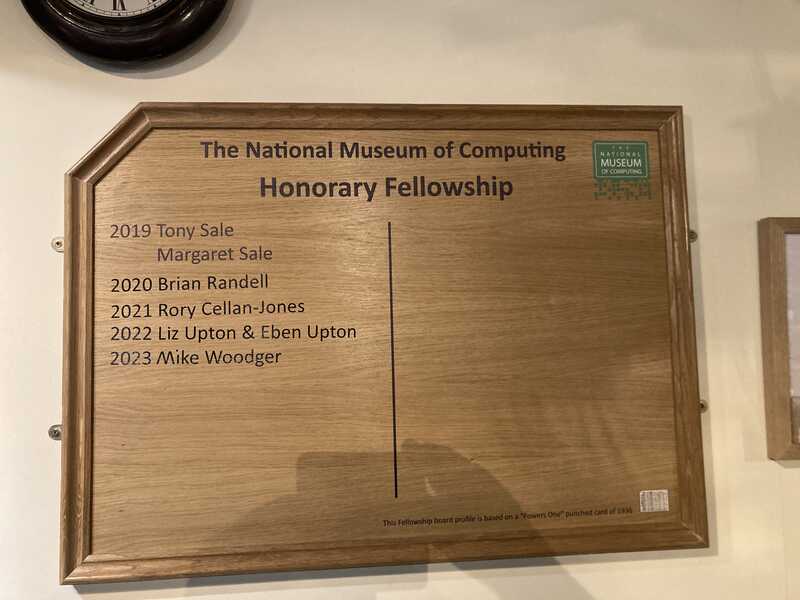 The National Museum of Computing
Honorary Fellowship
THE
NATIONAL
MUSEUM
OF COMPUTING
2019 Tony Sale
Margaret Sale
2020 Brian Randell
2021 Rory Cellan-Jones
2022 Liz Upton & Eben Upton
2023 Mike Woodger
This Fellowship board profile is based on a "Powers One" punched card of 1936